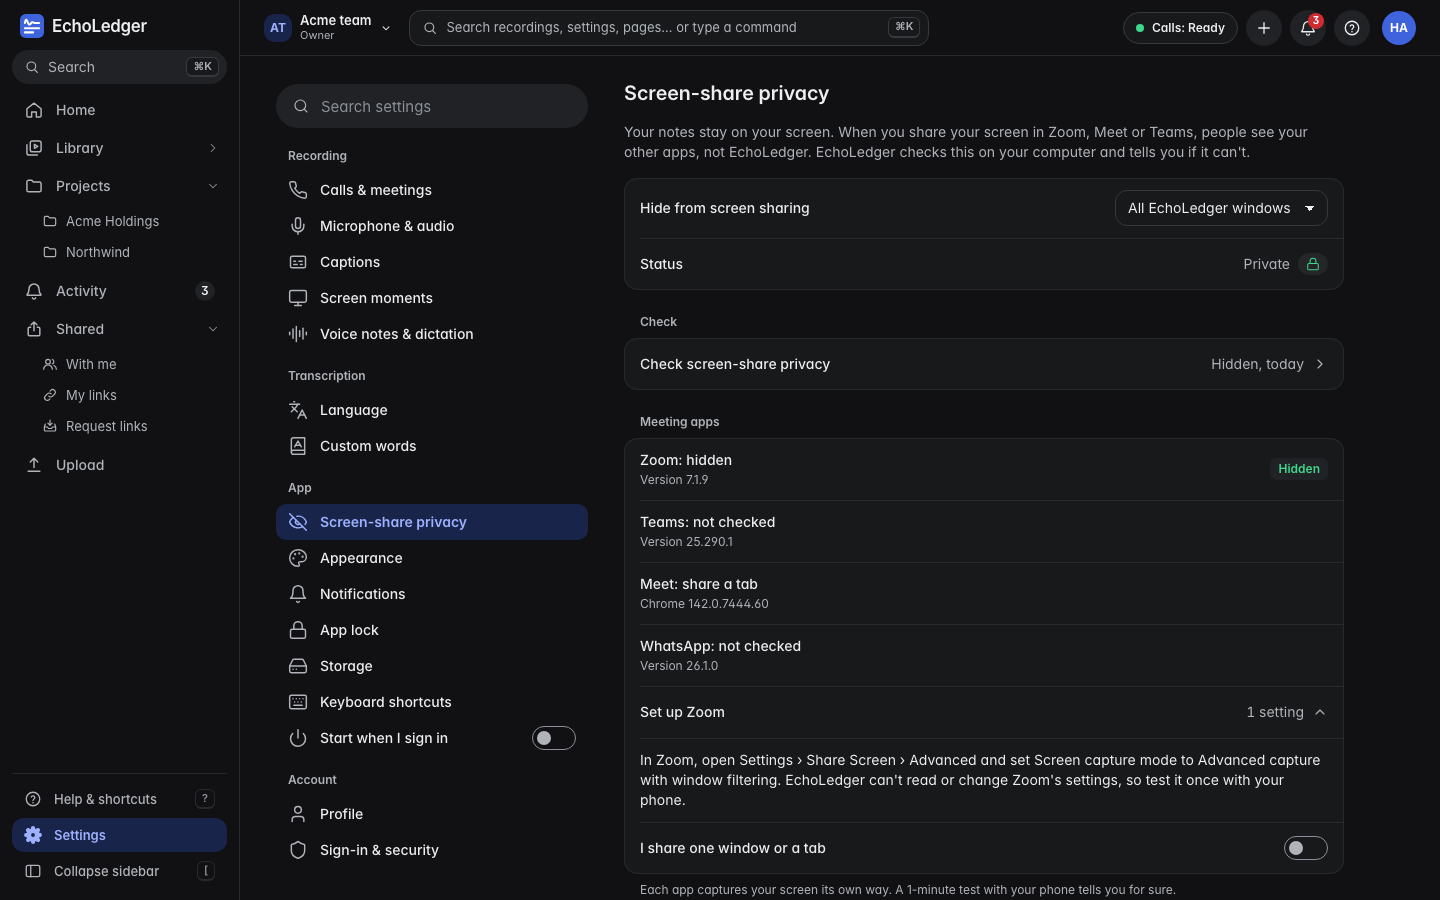 EchoLedger
Search ⌘K
Home
Library
Projects
Acme Holdings
Northwind
Activity 3
Shared
With me
My links
Request links
Upload
Help & shortcuts ?
Settings
Collapse sidebar [
AT Acme team
Owner
Search recordings, settings, pages... or type a command ⌘K
Calls: Ready
3
HA
Search settings
Recording
Calls & meetings
Microphone & audio
Captions
Screen moments
Voice notes & dictation
Transcription
Language
Custom words
App
Screen-share privacy
Appearance
Notifications
App lock
Storage
Keyboard shortcuts
Start when I sign in
Account
Profile
Sign-in & security
Screen-share privacy
Your notes stay on your screen. When you share your screen in Zoom, Meet or Teams, people see your
other apps, not EchoLedger. EchoLedger checks this on your computer and tells you if it can't.
Hide from screen sharing All EchoLedger windows
Status Private
Check
Check screen-share privacy Hidden, today
Meeting apps
Zoom: hidden
Version 7.1.9
Hidden
Teams: not checked
Version 25.290.1
Meet: share a tab
Chrome 142.0.7444.60
WhatsApp: not checked
Version 26.1.0
Set up Zoom 1 setting
In Zoom, open Settings › Share Screen › Advanced and set Screen capture mode to Advanced capture
with window filtering. EchoLedger can't read or change Zoom's settings, so test it once with your
phone.
I share one window or a tab
Each app captures your screen its own way. A 1-minute test with your phone tells you for sure.